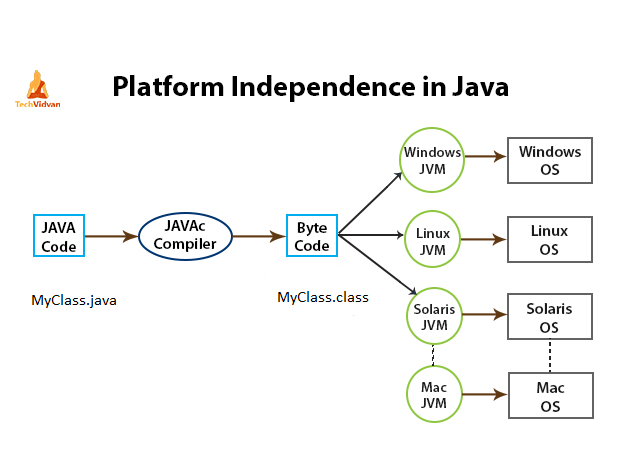 Platform Independence in Java
TechVidvan
JAVA
Code
JAVAc
Compiler
Byte
Code
Windows
JVM
Windows
OS
Linux
JVM
Linux
OS
MyClass.java
MyClass.class
Solaris
JVM
Solaris
OS
Mac
JVM
Mac
OS